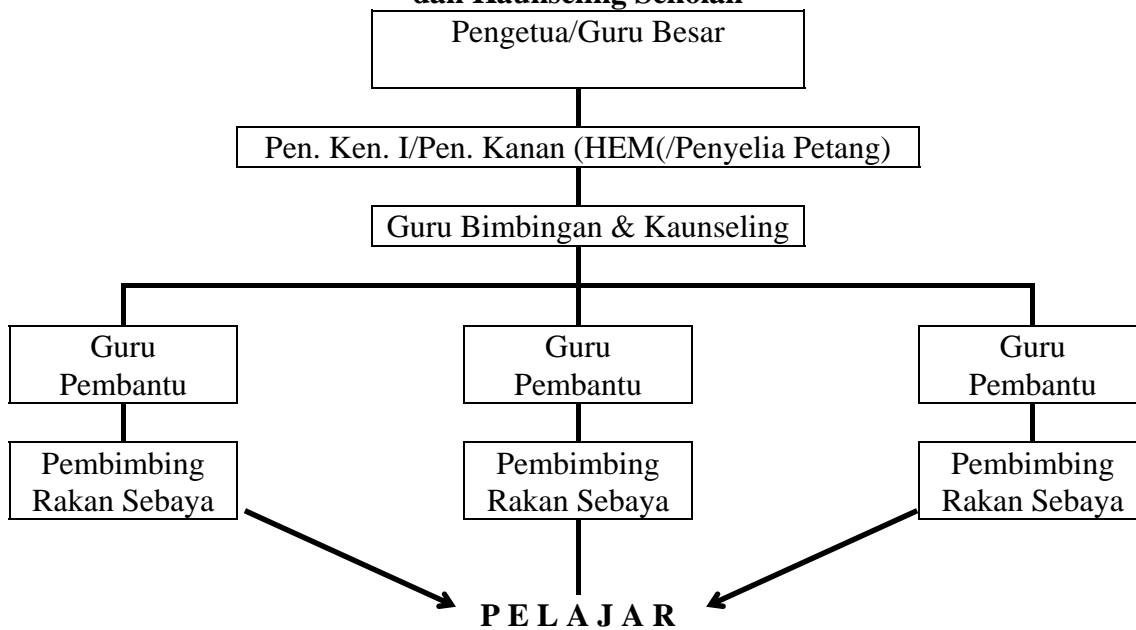 dan Kaunseling Sekolah
Pengetua/Guru Besar
Pen. Ken. I/Pen. Kanan (HEM(/Penyelia Petang)
Guru Bimbingan & Kaunseling
Guru
Pembantu
Guru
Pembantu
Guru
Pembantu
Pembimbing
Rakan Sebaya
Pembimbing
Rakan Sebaya
Pembimbing
Rakan Sebaya
P E L A J A R